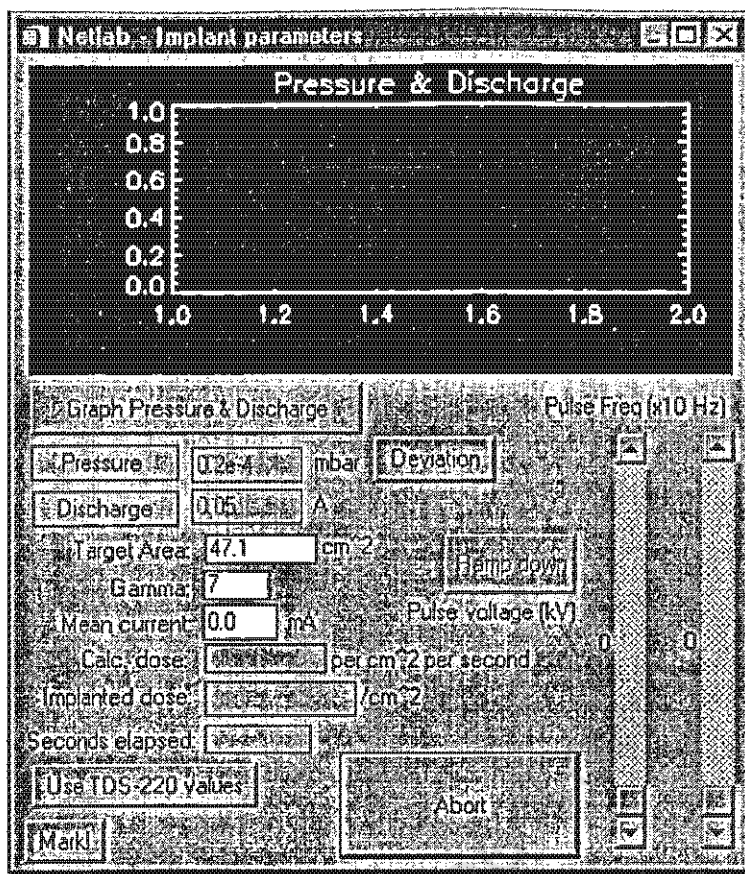 Netlab - Implant parameters
Pressure & Discharge
1.0
0.8
0.6
0.4
0.2
0.0
1.0 1.2 1.4 1.6 1.8 2.0
Graph Pressure & Discharge
Pulse Freq (x10 Hz)
Pressure 0.2e-4 mbar Deviation
Discharge 0.05 A
Target Area: 47.1 cm^2
Ramp down
Gamma: 7
Mean current: 0.0 mA
Pulse voltage (kV)
0 0
Calc. dose: per cm^2 per second
Implanted dose: /cm^2
Seconds elapsed:
Use TDS-220 values
Abort
Mark!